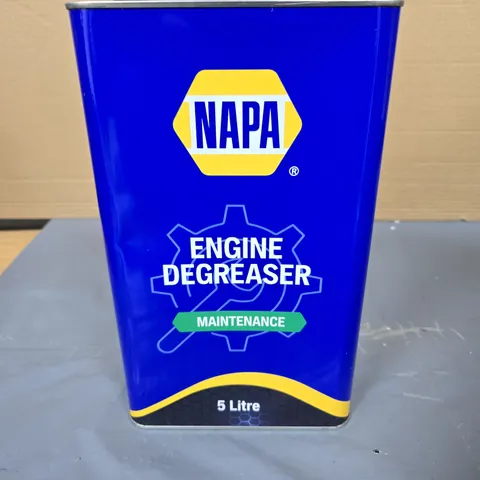 NAPA
®
ENGINE
DEGREASER
MAINTENANCE
5 Litre